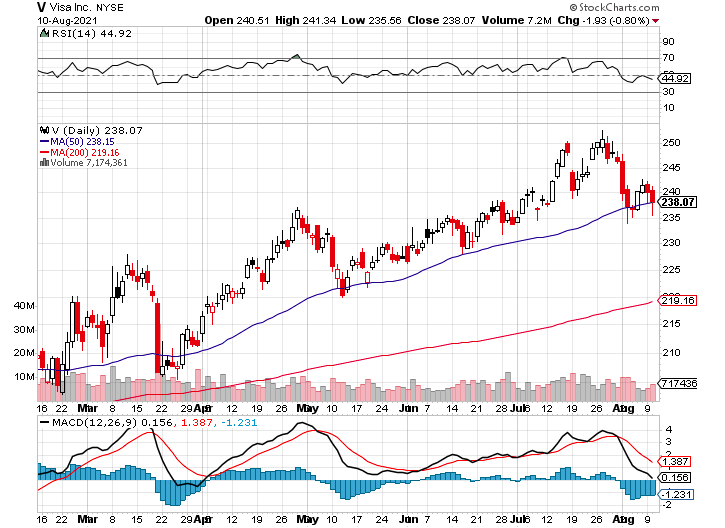 V Visa Inc. NYSE © StockCharts.com
10-Aug-2021 Open 240.51 High 241.34 Low 235.56 Close 238.07 Volume 7.2M Chg -1.93 (-0.80%)
RSI(14) 44.92
90
70
50
44.92
30
10
V (Daily) 238.07
MA(50) 238.15
MA(200) 219.16
Volume 7,174,361
250
245
240
238.07
235
230
225
220
219.16
215
210
40M
30M
20M
10M
717436
16 22 Mar 8 15 22 29 Apr 12 19 26 May 10 17 24 Jun 7 14 21 28 Jul 6 12 19 26 Aug 9
MACD(12,26,9) 0.156, 1.387, -1.231
4
3
2
1.387
0.156
-1.231
-2
16 22 Mar 8 15 22 29 Apr 12 19 26 May 10 17 24 Jun 7 14 21 28 Jul 6 12 19 26 Aug 9